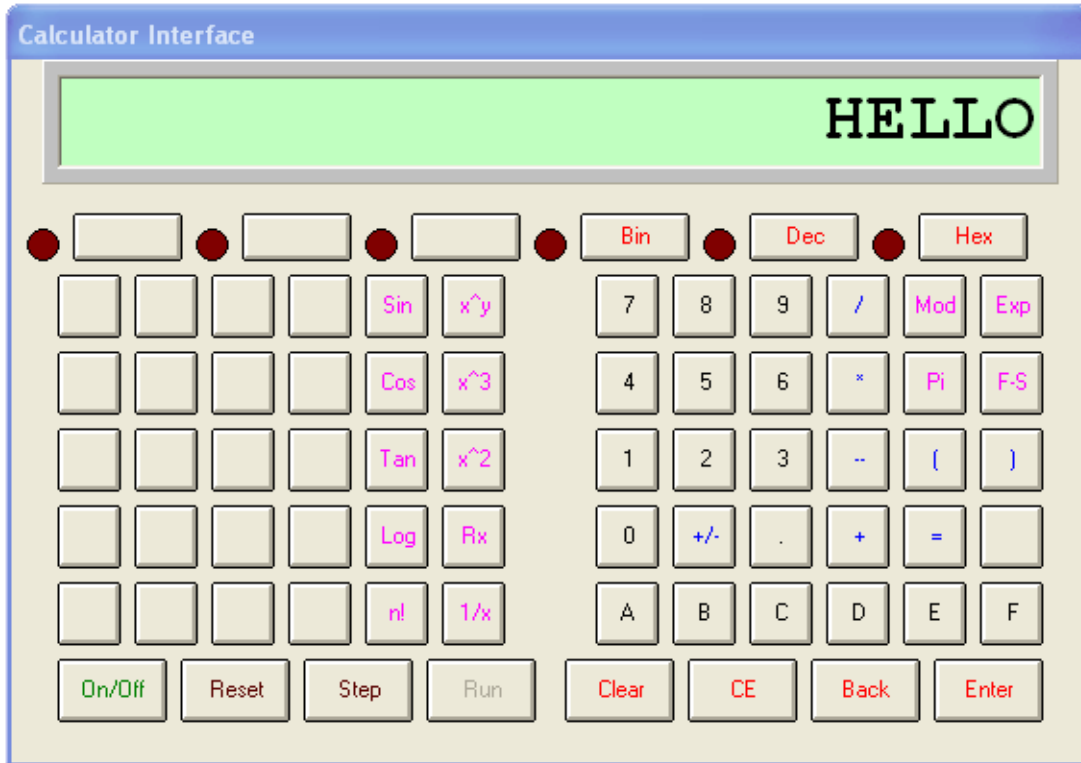 Calculator Interface
HELLO
Bin Dec Hex
Sin x^y 7 8 9 / Mod Exp
Cos x^3 4 5 6 * Pi F-S
Tan x^2 1 2 3 -- ( )
Log Rx 0 +/- . + =
n! 1/x A B C D E F
On/Off Reset Step Run Clear CE Back Enter